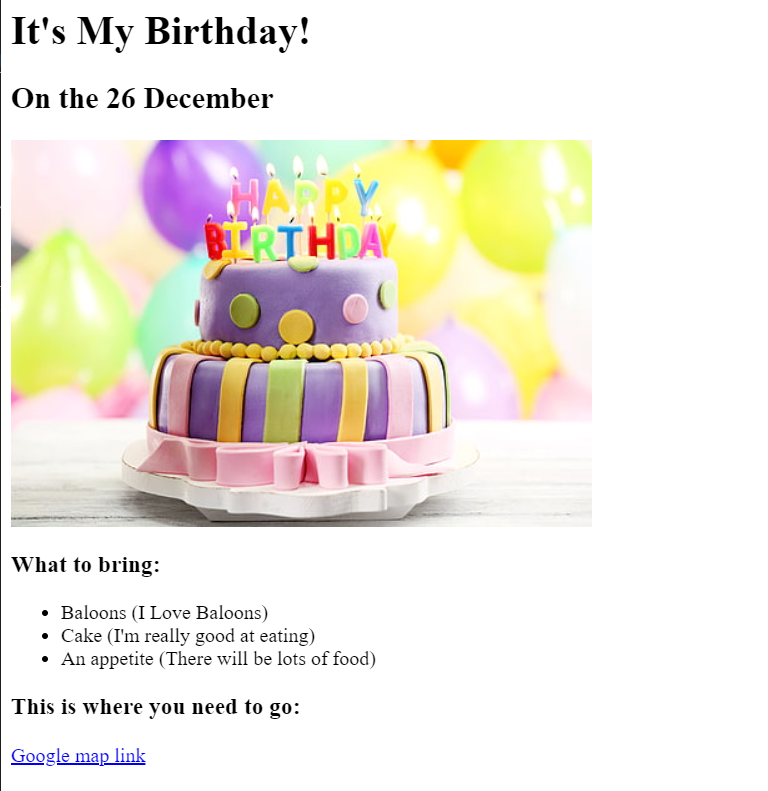 It's My Birthday!
On the 26 December
HAPPY
BIRTHDAY
What to bring:
Baloons (I Love Baloons)
Cake (I'm really good at eating)
An appetite (There will be lots of food)
This is where you need to go:
Google map link